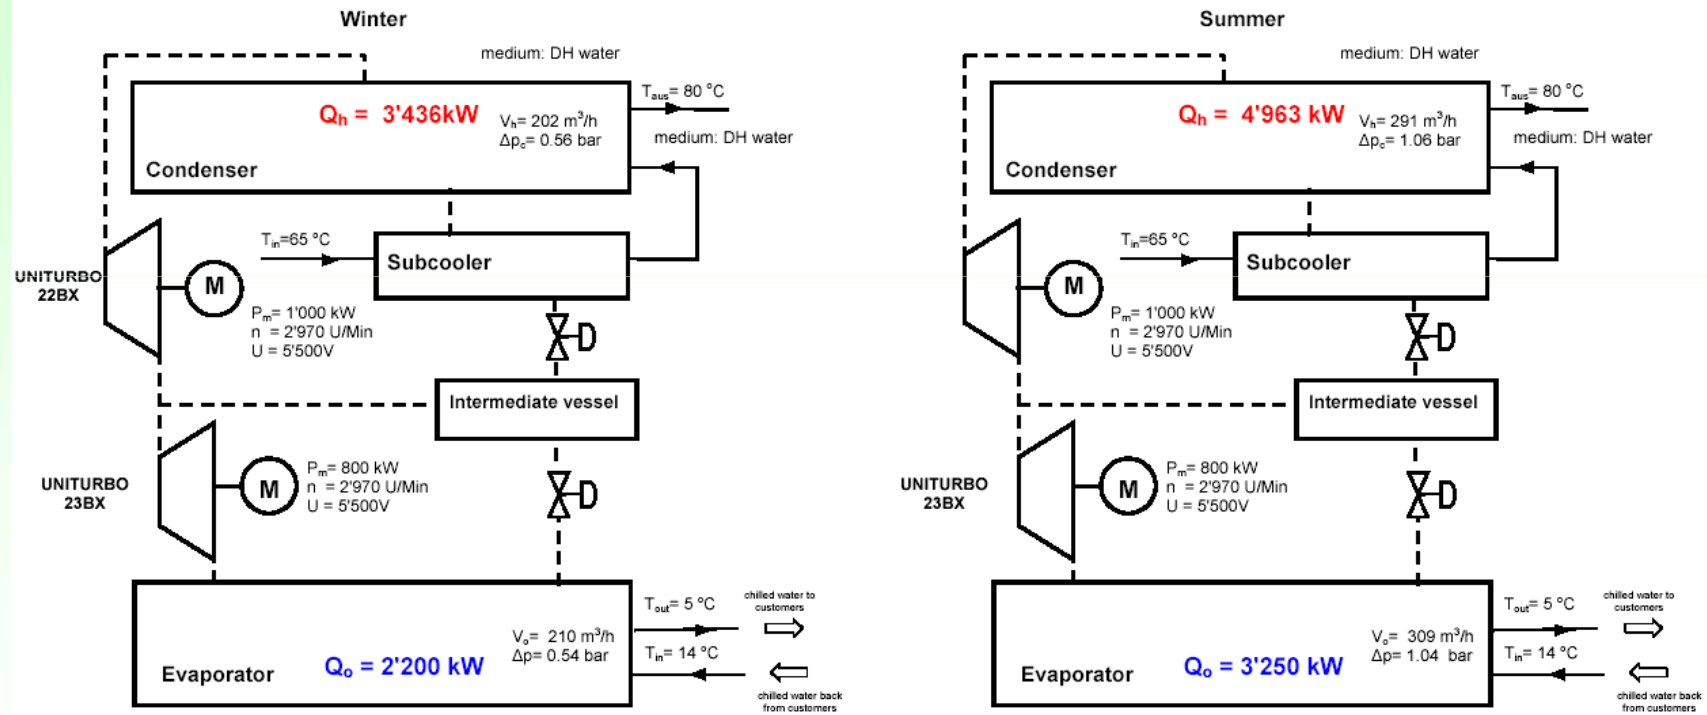 Winter
medium: DH water
Qh = 3'436kW
Vh= 202 m³/h
Δpc= 0.56 bar
Taus= 80 °C
medium: DH water
Condenser
Tin=65 °C
Subcooler
UNITURBO
22BX
M
Pm= 1'000 kW
n = 2'970 U/Min
U = 5'500V
D
Intermediate vessel
UNITURBO
23BX
M
Pm= 800 kW
n = 2'970 U/Min
U = 5'500V
D
Evaporator
Qo = 2'200 kW
Vo= 210 m³/h
Δp= 0.54 bar
Tout= 5 °C
chilled water to
customers
Tin= 14 °C
chilled water back
from customers
Summer
medium: DH water
Qh = 4'963 kW
Vh= 291 m³/h
Δpc= 1.06 bar
Taus= 80 °C
medium: DH water
Condenser
Tin=65 °C
Subcooler
M
Pm= 1'000 kW
n = 2'970 U/Min
U = 5'500V
D
Intermediate vessel
UNITURBO
23BX
M
Pm= 800 kW
n = 2'970 U/Min
U = 5'500V
D
Evaporator
Qo = 3'250 kW
Vo= 309 m³/h
Δp= 1.04 bar
Tout= 5 °C
chilled water to
customers
Tin= 14 °C
chilled water back
from customers